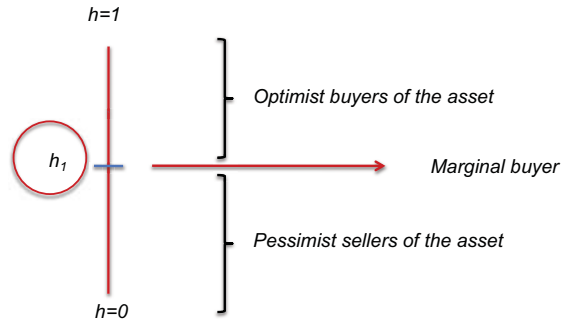 h=1
Optimist buyers of the asset
h₁
Marginal buyer
Pessimist sellers of the asset
h=0